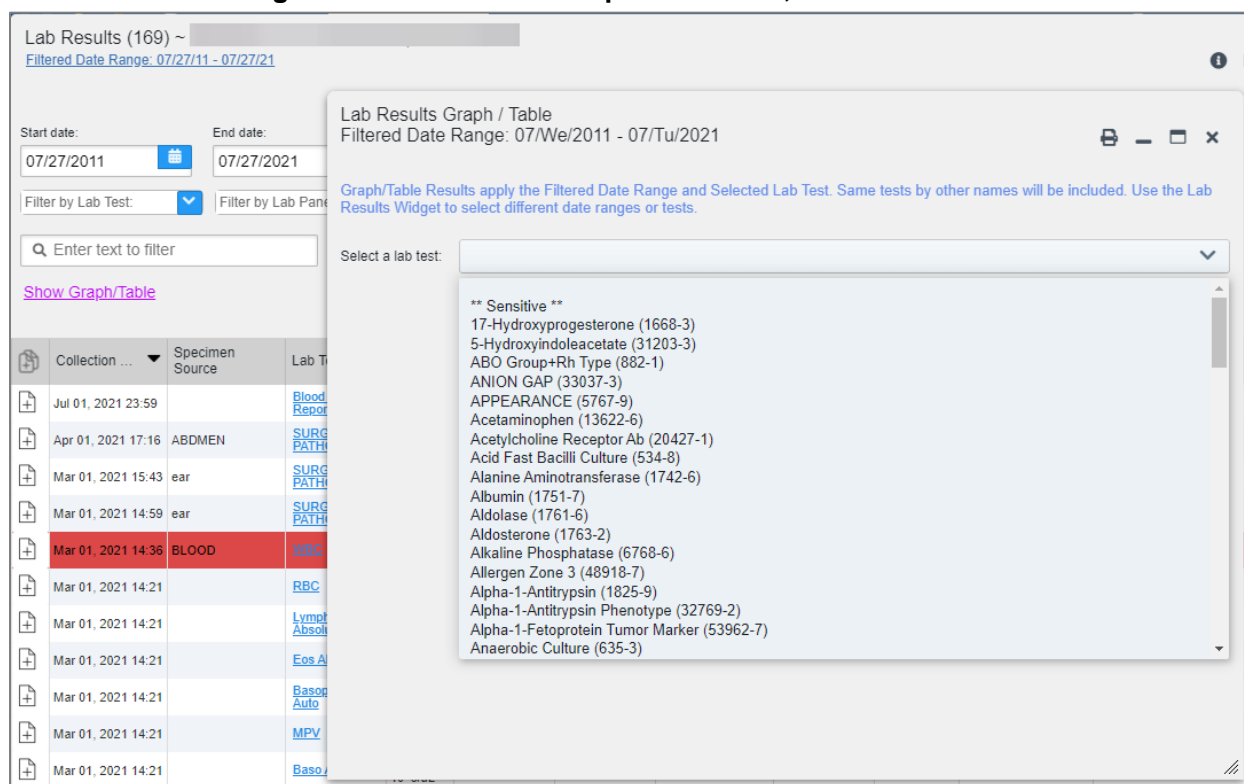 Lab Results (169) ~
Filtered Date Range: 07/27/11 - 07/27/21
Start date:
End date:
07/27/2011
07/27/2021
Filter by Lab Test:
Filter by Lab
Enter text to filter
Show Graph/Table
Collection ...
Specimen
Source
Lab
Jul 01, 2021 23:59
Blood
Apr 01, 2021 17:16 ABDMEN
Mar 01, 2021 15:43 ear
Mar 01, 2021 14:59 ear
Mar 01, 2021 14:36 BLOOD WBC
Mar 01, 2021 14:21 RBC
Mar 01, 2021 14:21
Mar 01, 2021 14:21 Eos
Mar 01, 2021 14:21
Auto
Mar 01, 2021 14:21 MPV
Mar 01, 2021 14:21 Baso
Lab Results Graph / Table
Filtered Date Range: 07/We/2011 - 07/Tu/2021
Graph/Table Results apply the Filtered Date Range and Selected Lab Test. Same tests by other names will be included. Use the Lab
Results Widget to select different date ranges or tests.
Select a lab test:
** Sensitive **
17-Hydroxyprogesterone (1668-3)
5-Hydroxyindoleacetate (31203-3)
ABO Group+Rh Type (882-1)
ANION GAP (33037-3)
APPEARANCE (5767-9)
Acetaminophen (13622-6)
Acetylcholine Receptor Ab (20427-1)
Acid Fast Bacilli Culture (534-8)
Alanine Aminotransferase (1742-6)
Albumin (1751-7)
Aldolase (1761-6)
Aldosterone (1763-2)
Alkaline Phosphatase (6768-6)
Allergen Zone 3 (48918-7)
Alpha-1-Antitrypsin (1825-9)
Alpha-1-Antitrypsin Phenotype (32769-2)
Alpha-1-Fetoprotein Tumor Marker (53962-7)
Anaerobic Culture (635-3)